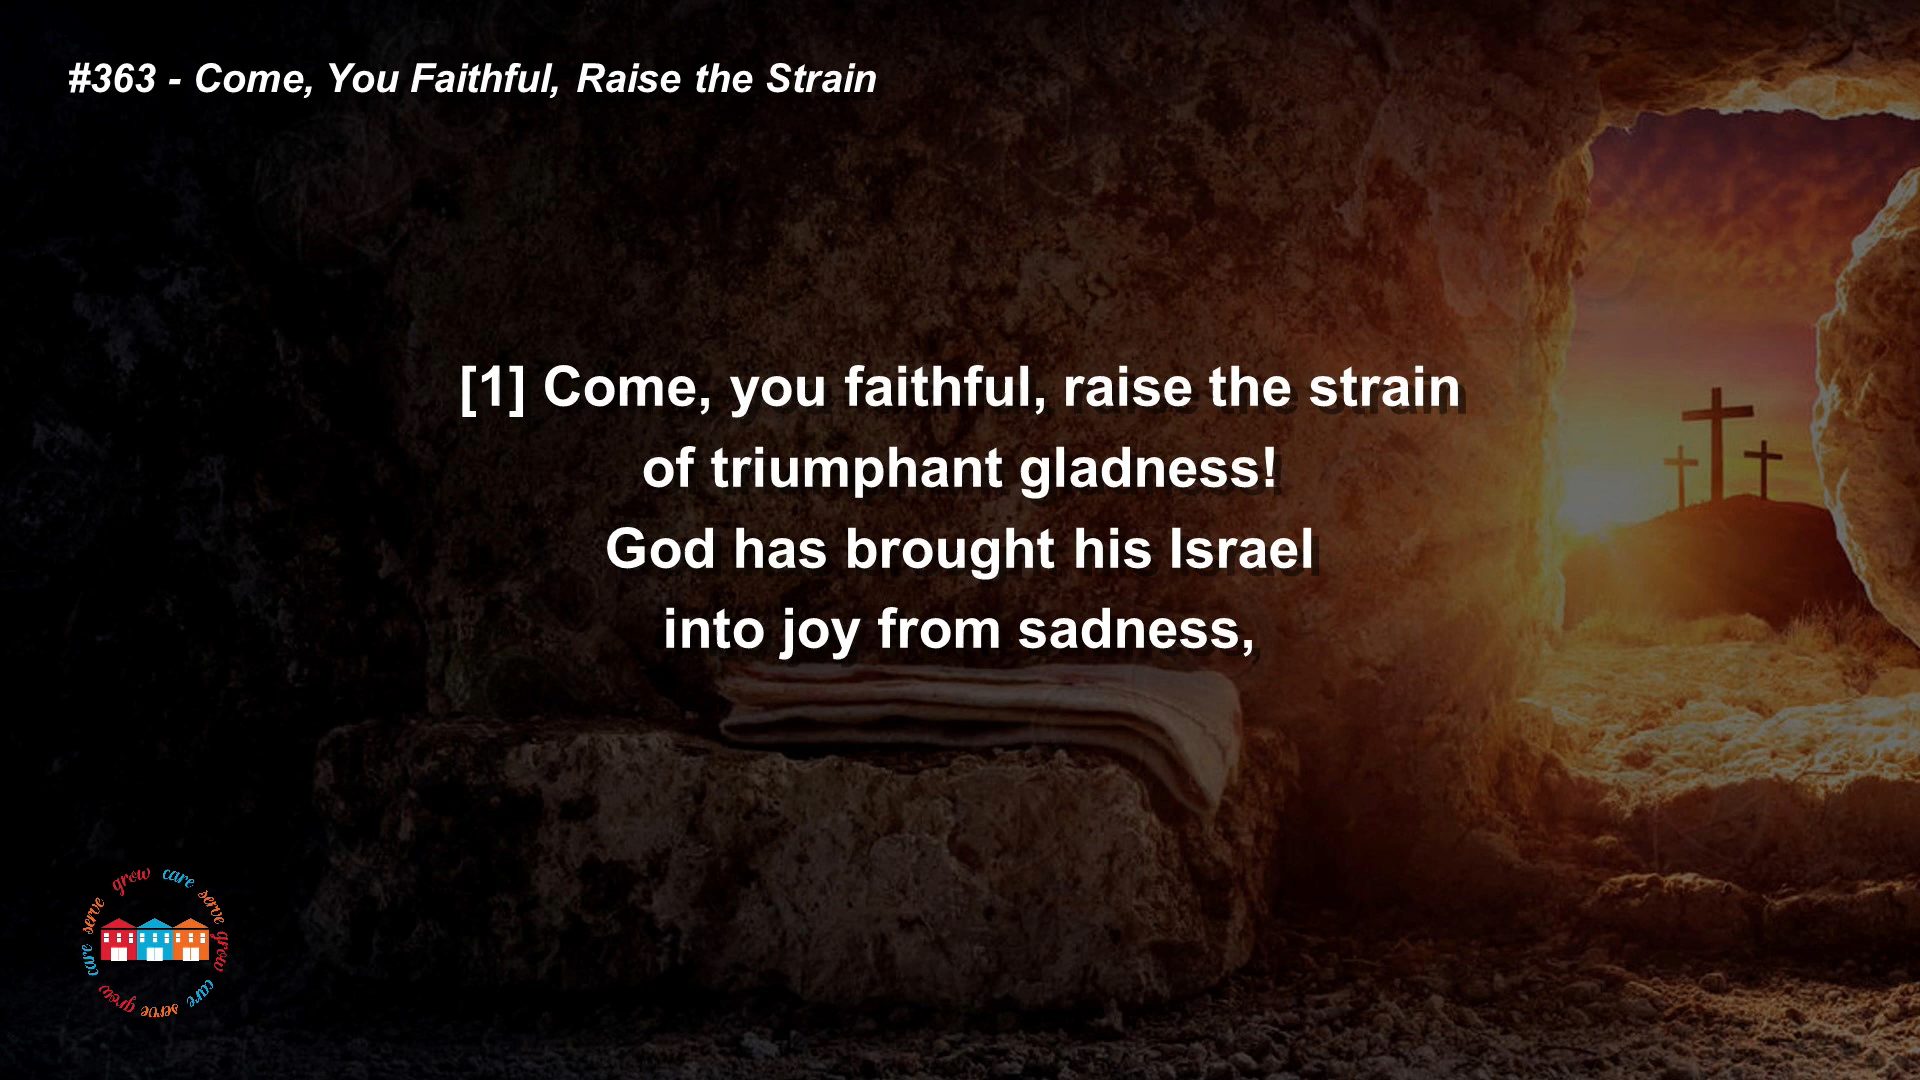 #363 - Come, You Faithful, Raise the Strain
[1] Come, you faithful, raise the strain
of triumphant gladness!
God has brought his Israel
into joy from sadness,
grow care serve grow care serve grow care serve